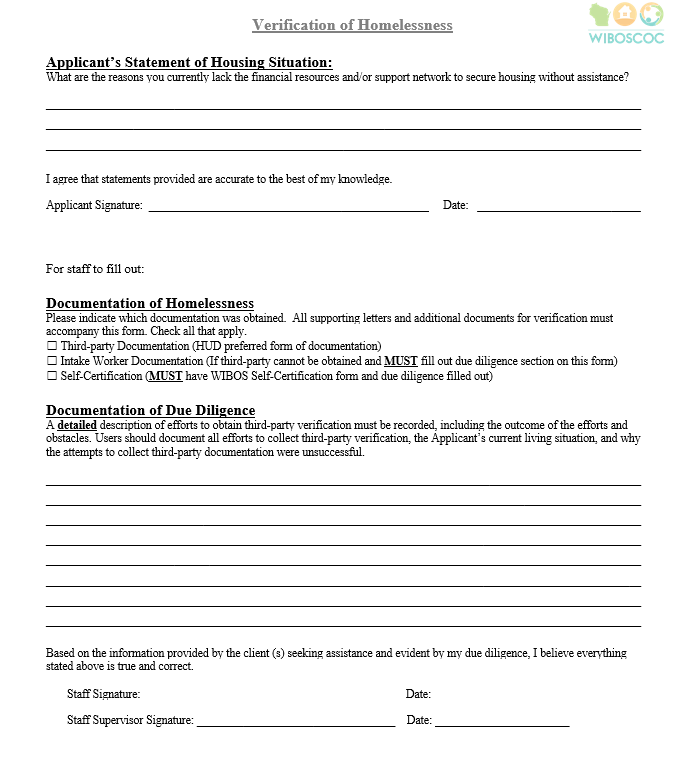 WIBOSCOC
Verification of Homelessness
Applicant's Statement of Housing Situation:
What are the reasons you currently lack the financial resources and/or support network to secure housing without assistance?
I agree that statements provided are accurate to the best of my knowledge.
Applicant Signature: Date:
For staff to fill out:
Documentation of Homelessness
Please indicate which documentation was obtained. All supporting letters and additional documents for verification must
accompany this form. Check all that apply.
☐ Third-party Documentation (HUD preferred form of documentation)
☐ Intake Worker Documentation (If third-party cannot be obtained and MUST fill out due diligence section on this form)
☐ Self-Certification (MUST have WIBOS Self-Certification form and due diligence filled out)
Documentation of Due Diligence
A detailed description of efforts to obtain third-party verification must be recorded, including the outcome of the efforts and
obstacles. Users should document all efforts to collect third-party verification, the Applicant's current living situation, and why
the attempts to collect third-party documentation were unsuccessful.
Based on the information provided by the client (s) seeking assistance and evident by my due diligence, I believe everything
stated above is true and correct.
Staff Signature: Date:
Staff Supervisor Signature: Date: